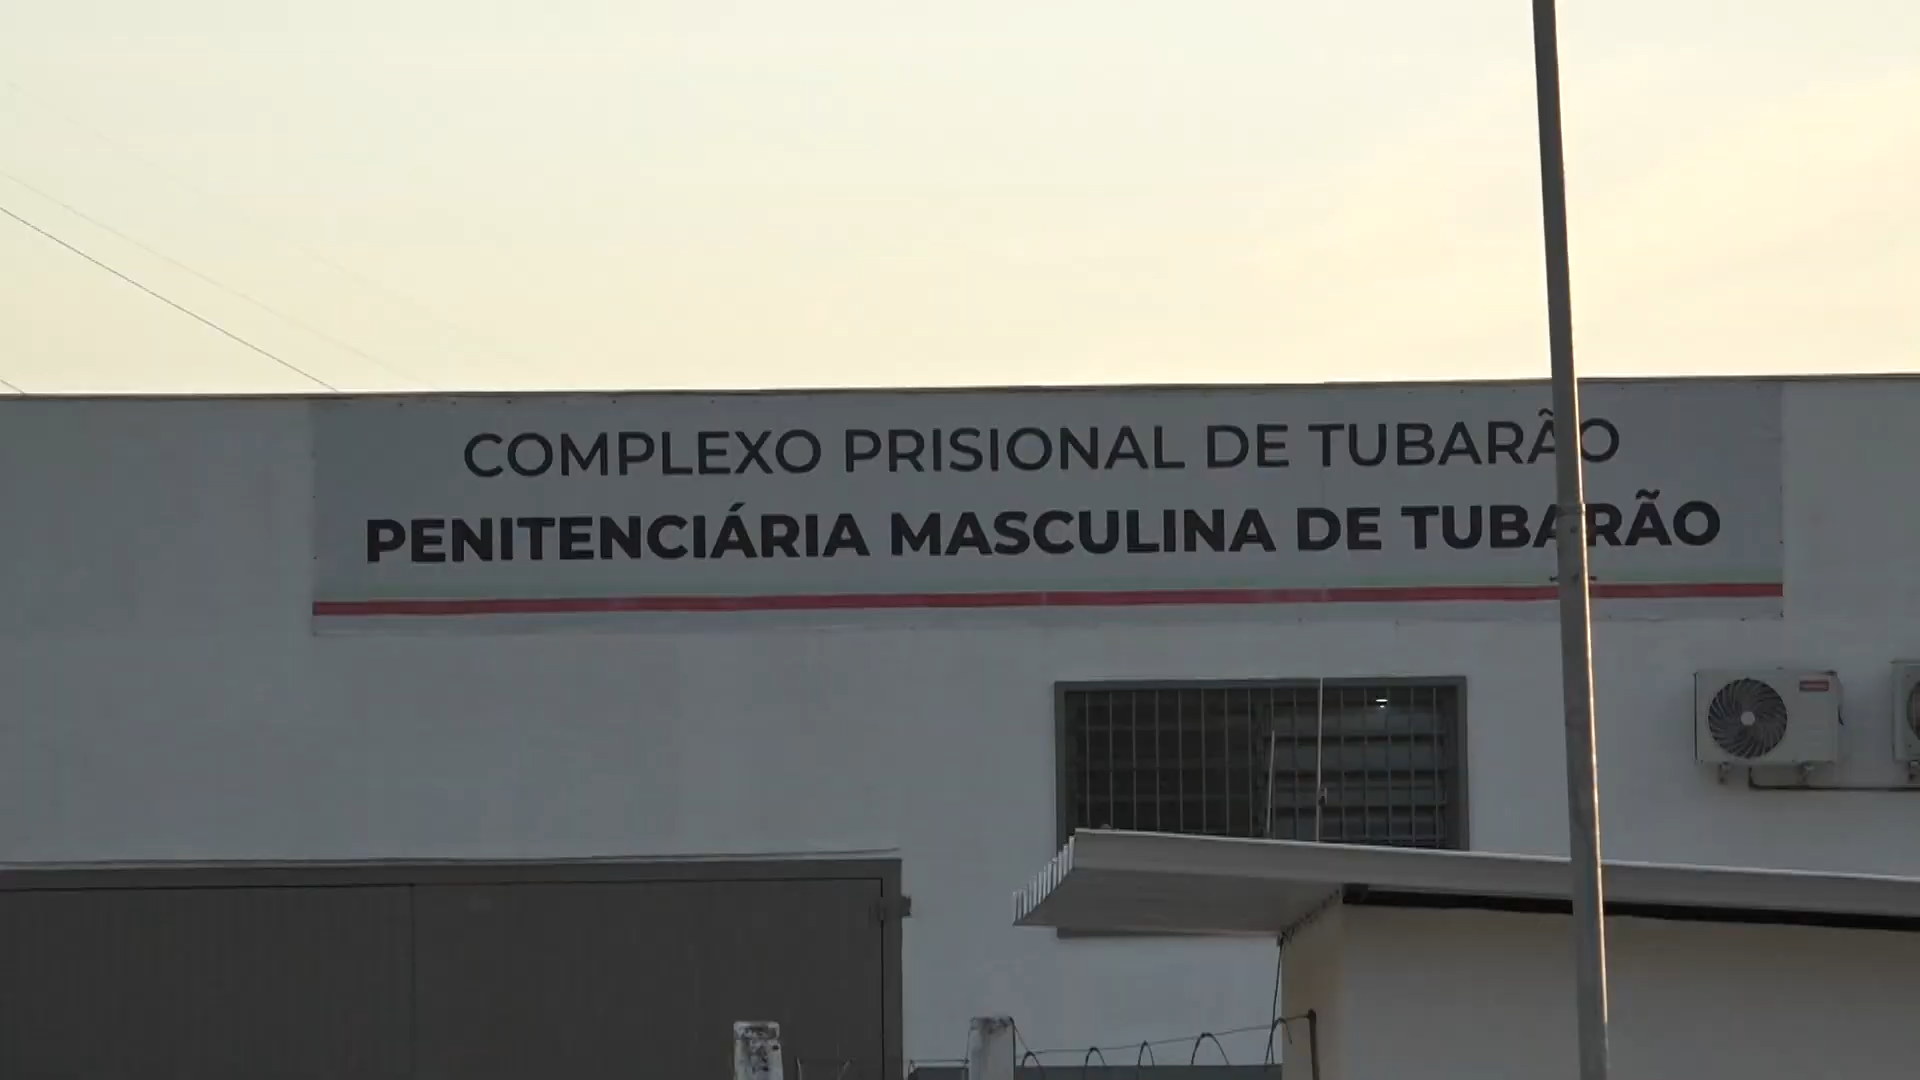 COMPLEXO PRISIONAL DE TUBARÃO
PENITENCIÁRIA MASCULINA DE TUBARÃO